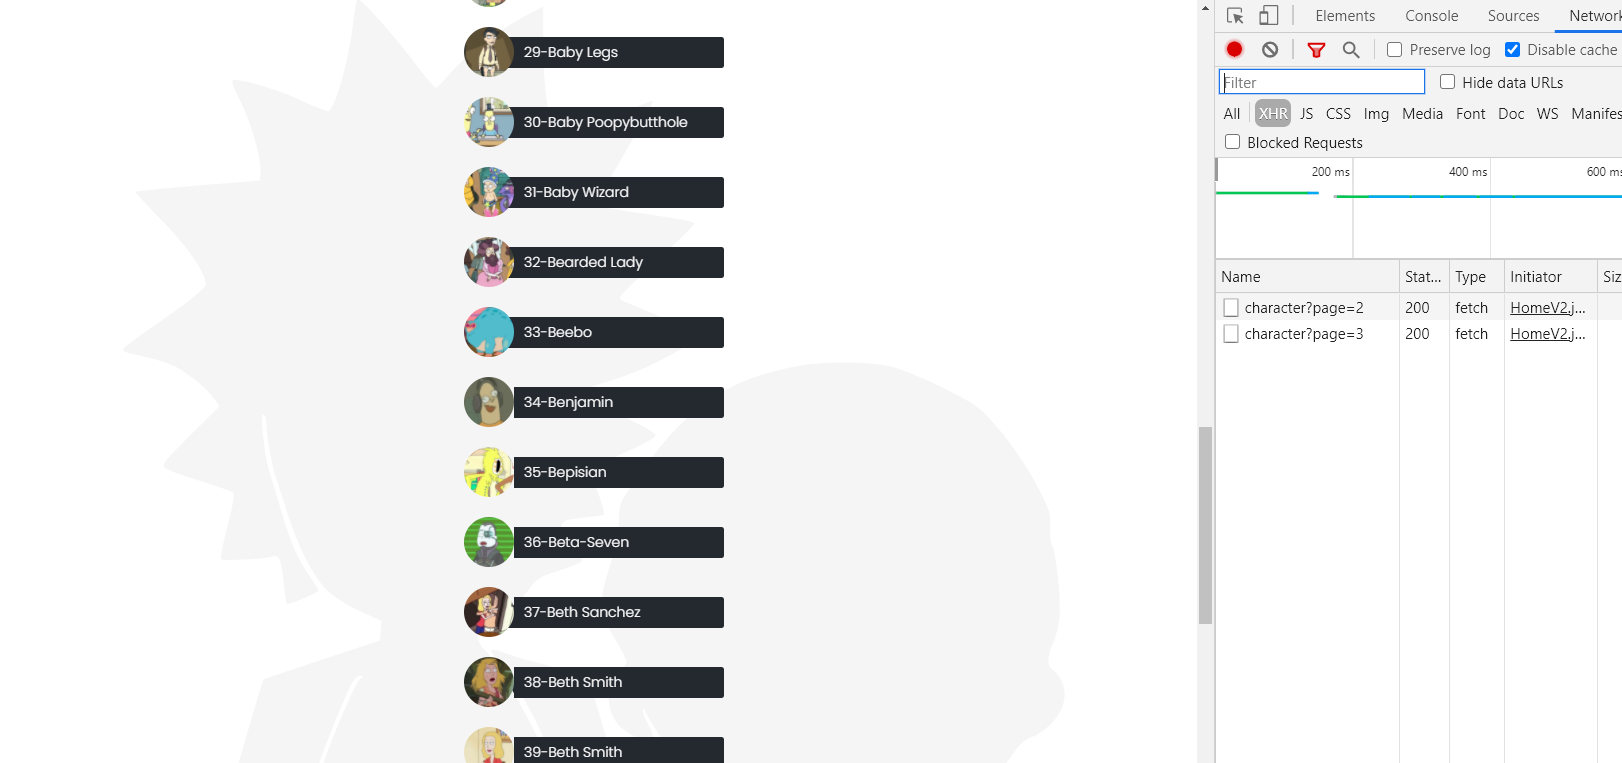 29-Baby Legs
30-Baby Poopybutthole
31-Baby Wizard
32-Bearded Lady
33-Beebo
34-Benjamin
35-Bepisian
36-Beta-Seven
37-Beth Sanchez
38-Beth Smith
39-Beth Smith
Elements Console Sources Network
Preserve log Disable cache
Filter Hide data URLs
All XHR JS CSS Img Media Font Doc WS Manifes
Blocked Requests
200 ms 400 ms 600 ms
Name Stat... Type Initiator Siz
character?page=2 200 fetch HomeV2.j...
character?page=3 200 fetch HomeV2.j...